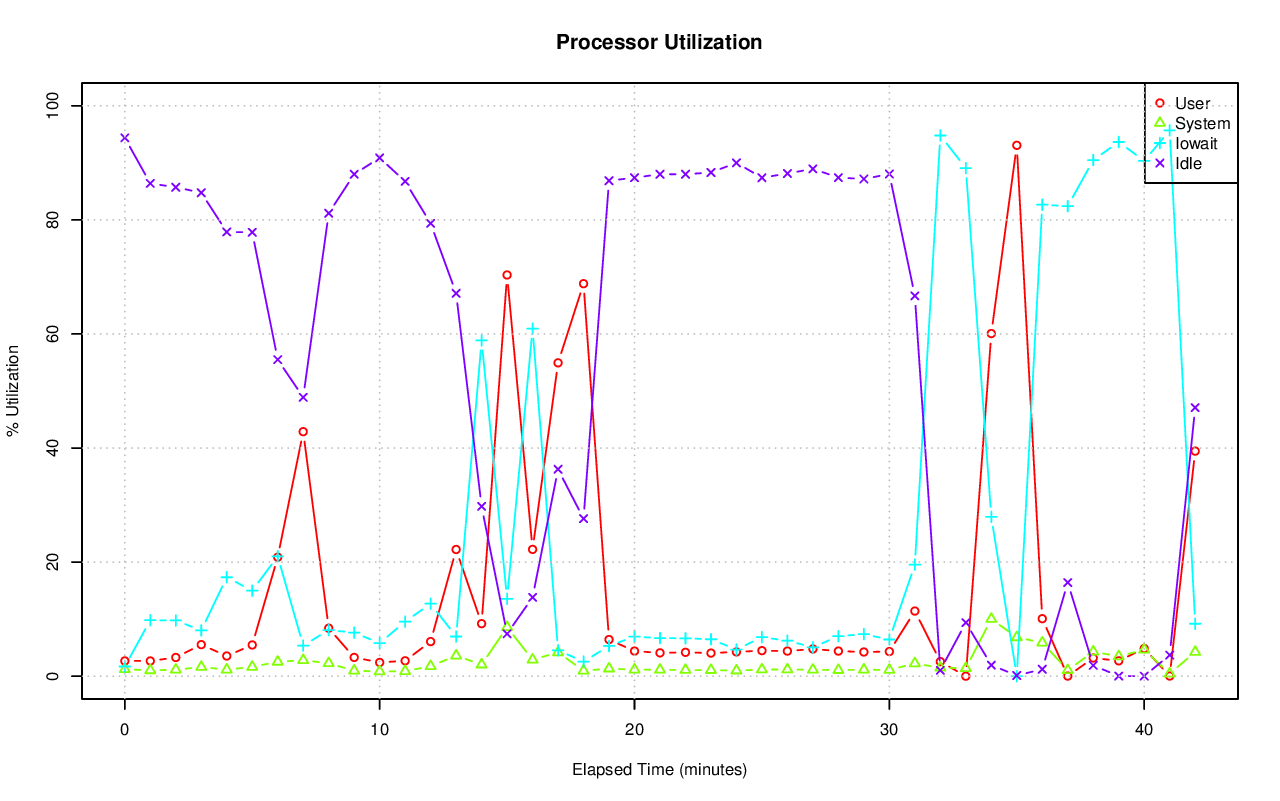 Processor Utilization
% Utilization
100
80
60
40
20
0
User
System
Iowait
Idle
0 10 20 30 40
Elapsed Time (minutes)